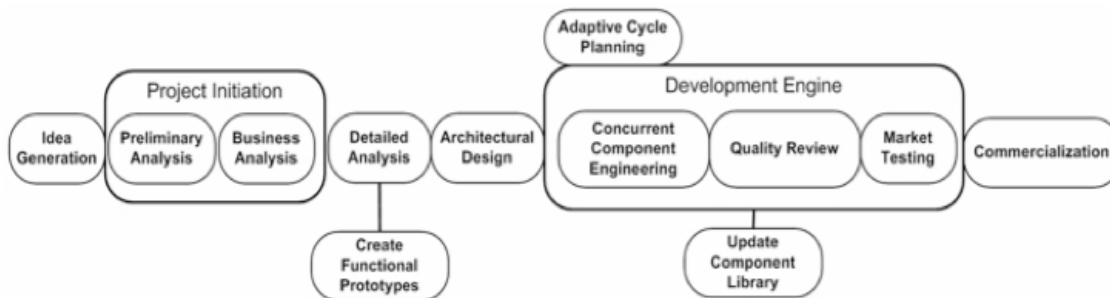 Adaptive Cycle
Planning
Project Initiation
Development Engine
Idea
Generation
Preliminary
Analysis
Business
Analysis
Detailed
Analysis
Architectural
Design
Concurrent
Component
Engineering
Quality Review
Market
Testing
Commercialization
Create
Functional
Prototypes
Update
Component
Library